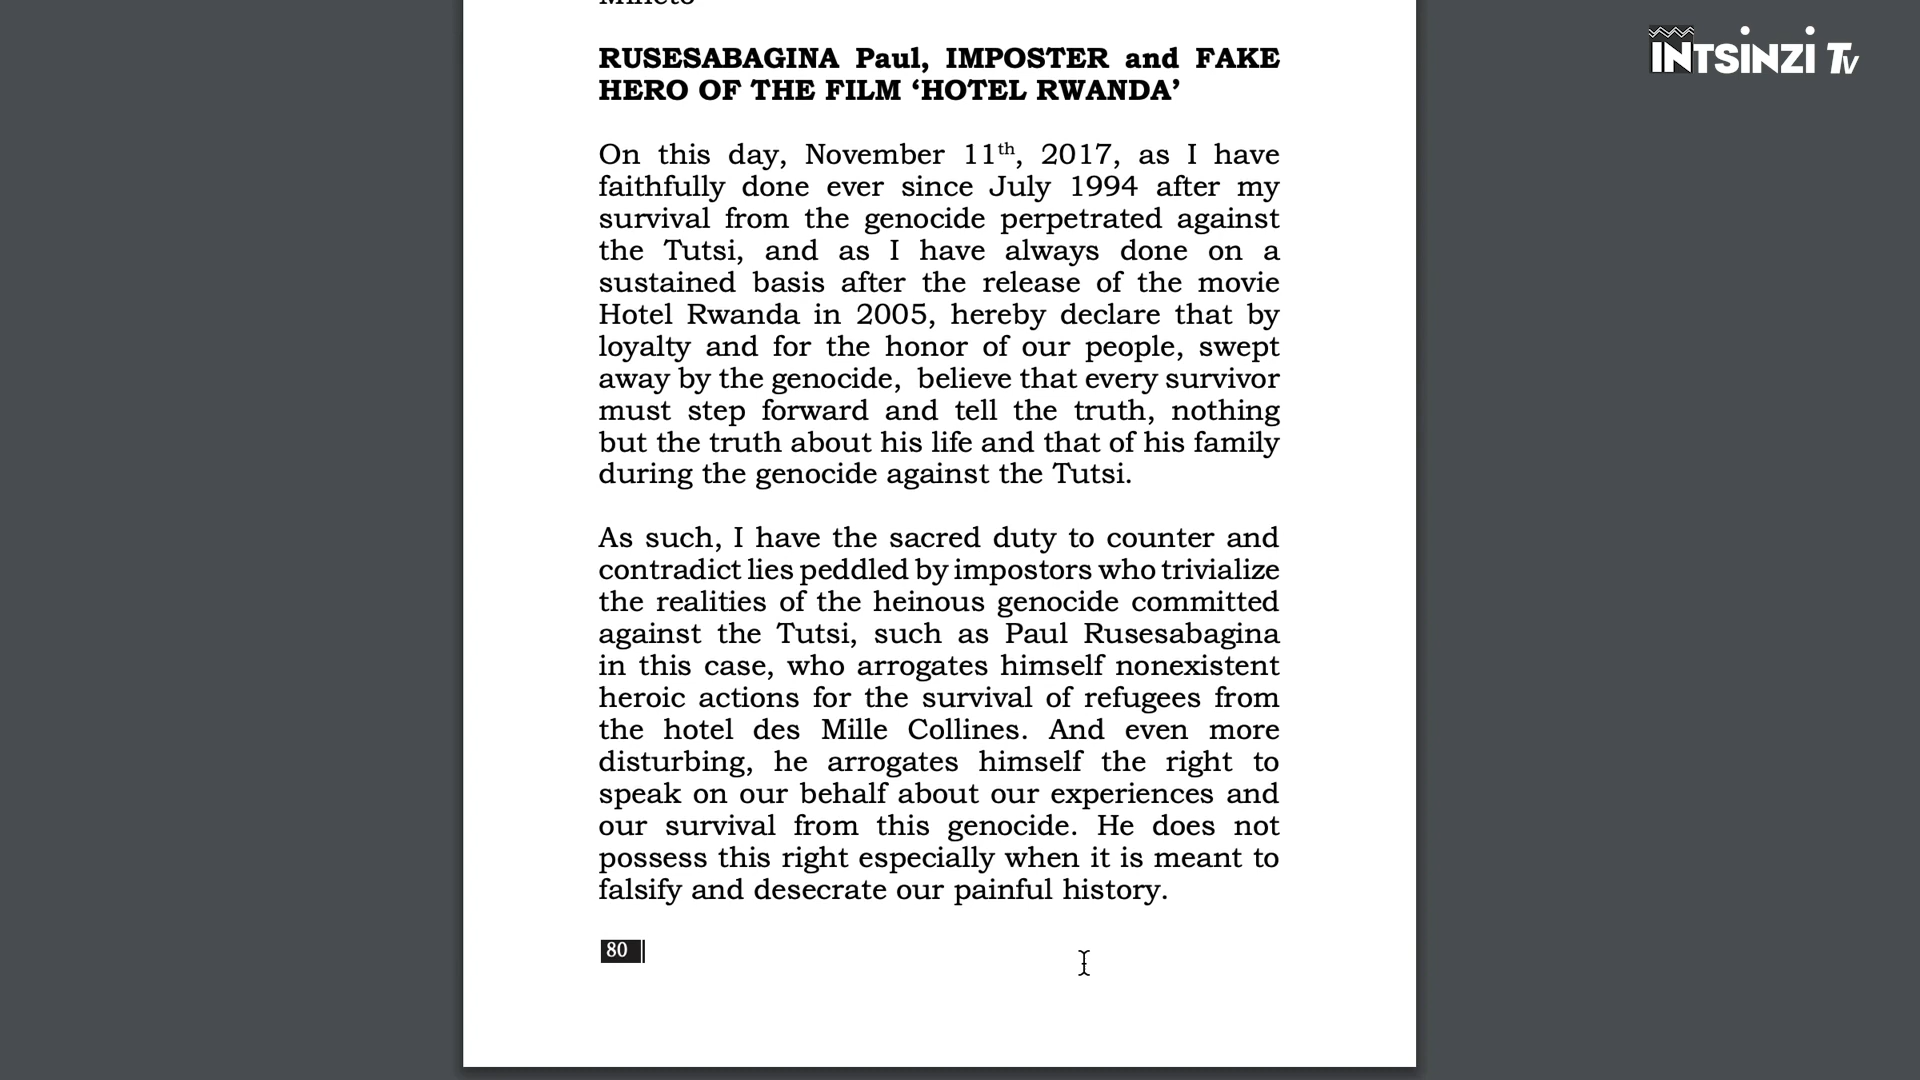 INTSINZI TV
RUSESABAGINA Paul, IMPOSTER and FAKE
HERO OF THE FILM ‘HOTEL RWANDA’
On this day, November 11th, 2017, as I have
faithfully done ever since July 1994 after my
survival from the genocide perpetrated against
the Tutsi, and as I have always done on a
sustained basis after the release of the movie
Hotel Rwanda in 2005, hereby declare that by
loyalty and for the honor of our people, swept
away by the genocide, believe that every survivor
must step forward and tell the truth, nothing
but the truth about his life and that of his family
during the genocide against the Tutsi.
As such, I have the sacred duty to counter and
contradict lies peddled by impostors who trivialize
the realities of the heinous genocide committed
against the Tutsi, such as Paul Rusesabagina
in this case, who arrogates himself nonexistent
heroic actions for the survival of refugees from
the hotel des Mille Collines. And even more
disturbing, he arrogates himself the right to
speak on our behalf about our experiences and
our survival from this genocide. He does not
possess this right especially when it is meant to
falsify and desecrate our painful history.
80